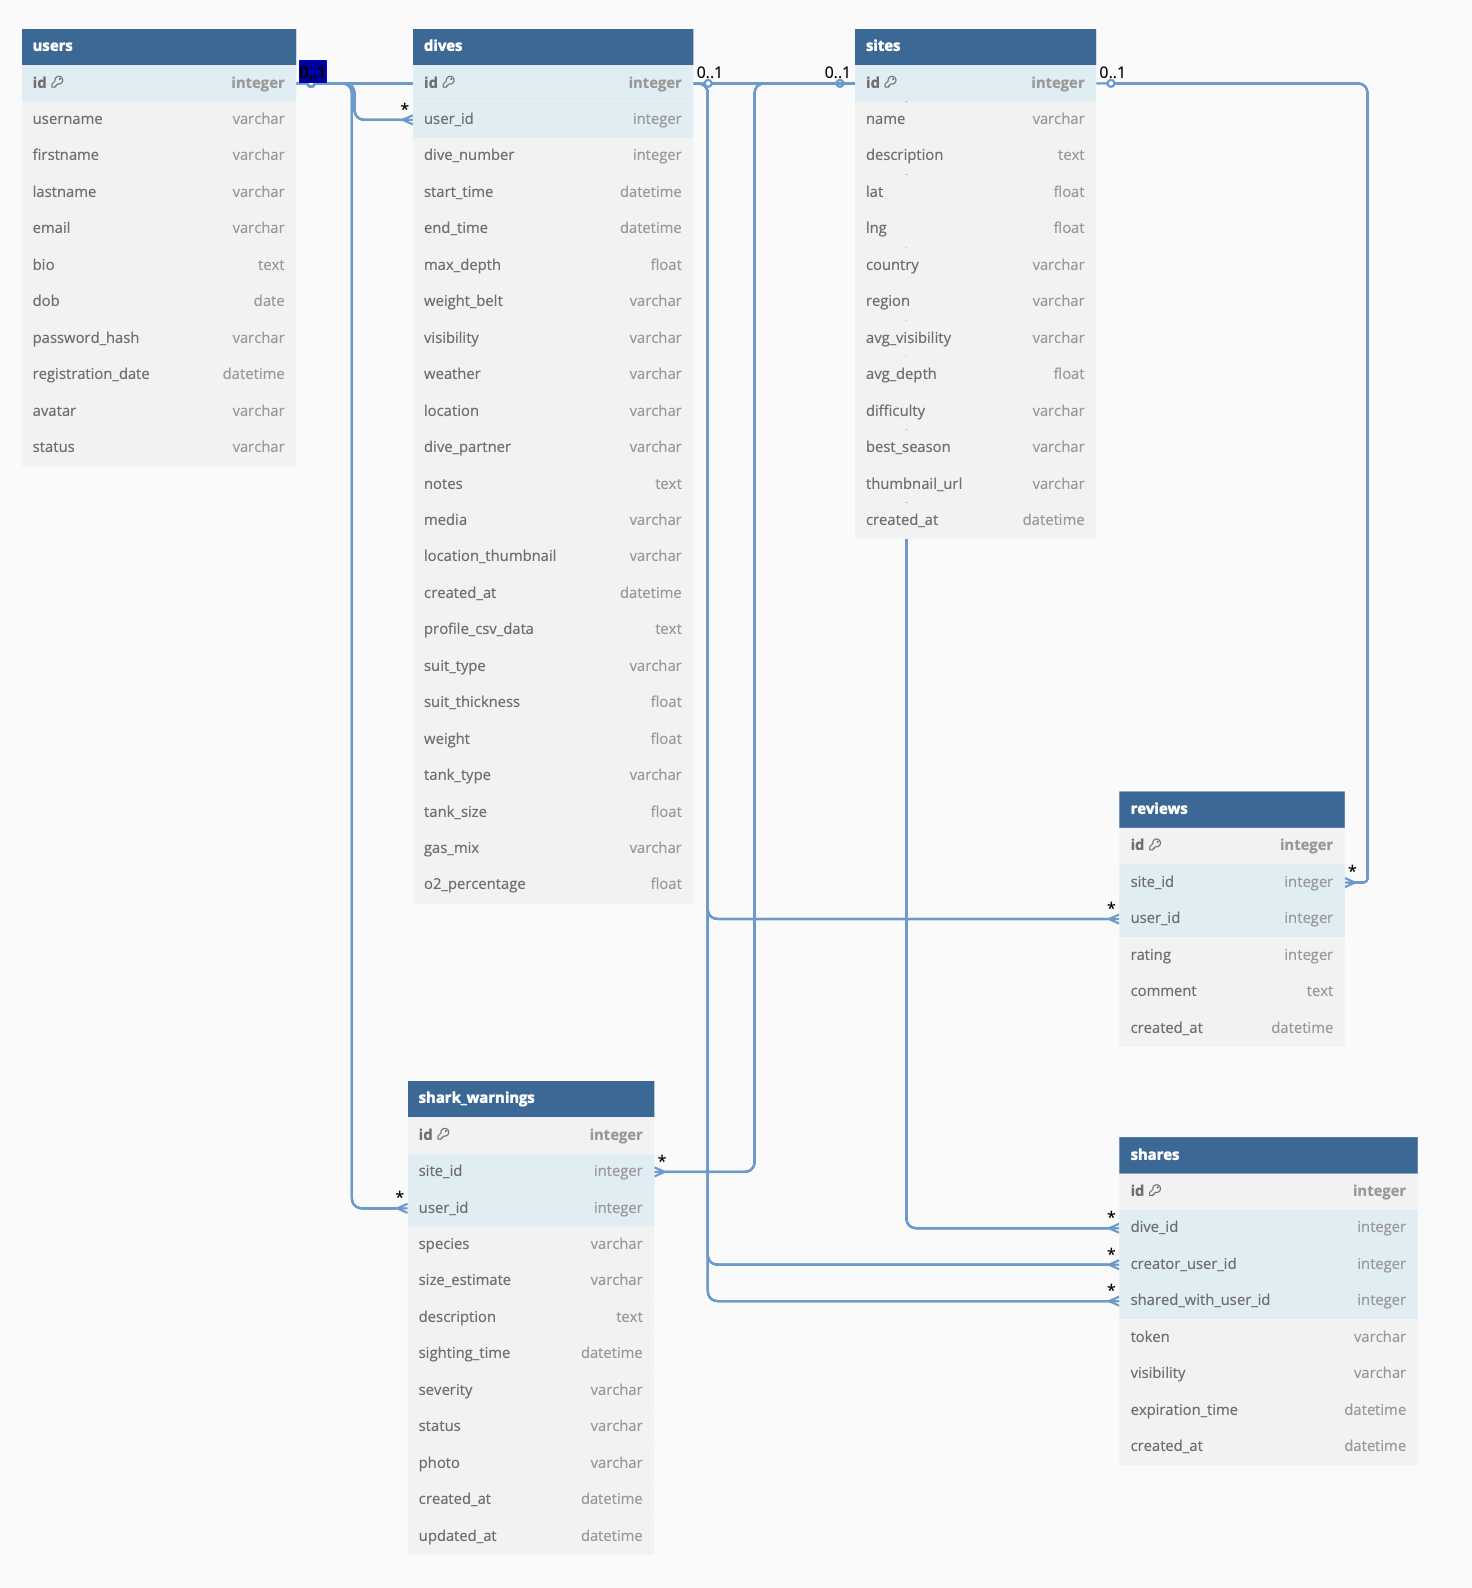 users
id integer
username varchar
firstname varchar
lastname varchar
email varchar
bio text
dob date
password_hash varchar
registration_date datetime
avatar varchar
status varchar
0..1
*
dives
id integer
user_id integer
dive_number integer
start_time datetime
end_time datetime
max_depth float
weight_belt varchar
visibility varchar
weather varchar
location varchar
dive_partner varchar
notes text
media varchar
location_thumbnail varchar
created_at datetime
profile_csv_data text
suit_type varchar
suit_thickness float
weight float
tank_type varchar
tank_size float
gas_mix varchar
o2_percentage float
0..1
0..1
sites
id integer
name varchar
description text
lat float
lng float
country varchar
region varchar
avg_visibility varchar
avg_depth float
difficulty varchar
best_season varchar
thumbnail_url varchar
created_at datetime
0..1
reviews
id integer
site_id integer
*
*
user_id integer
rating integer
comment text
created_at datetime
shark_warnings
id integer
site_id integer
*
*
user_id integer
species varchar
size_estimate varchar
description text
sighting_time datetime
severity varchar
status varchar
photo varchar
created_at datetime
updated_at datetime
shares
id integer
*
dive_id integer
*
creator_user_id integer
*
shared_with_user_id integer
token varchar
visibility varchar
expiration_time datetime
created_at datetime